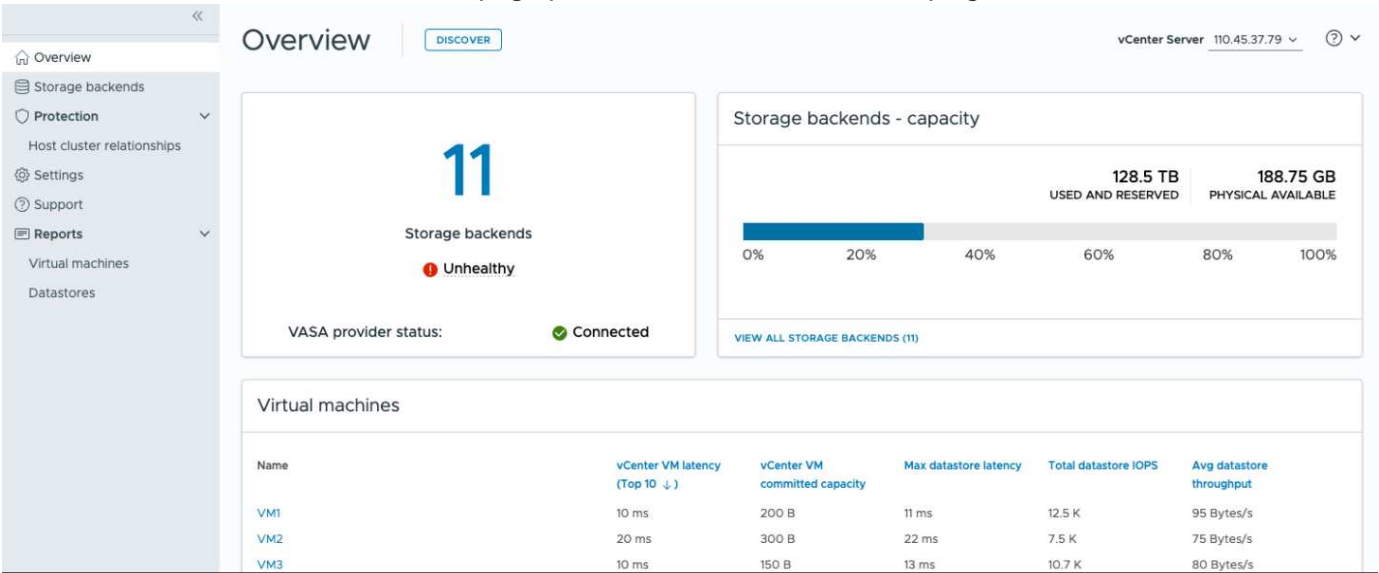 «
Overview
Storage backends
Protection
Host cluster relationships
Settings
Support
Reports
Virtual machines
Datastores
Overview DISCOVER vCenter Server 110.45.37.79
11
Storage backends
Unhealthy
VASA provider status: Connected
Storage backends - capacity
128.5 TB 188.75 GB
USED AND RESERVED PHYSICAL AVAILABLE
0% 20% 40% 60% 80% 100%
VIEW ALL STORAGE BACKENDS (11)
Virtual machines
Name vCenter VM latency vCenter VM Max datastore latency Total datastore IOPS Avg datastore
(Top 10 ↓ ) committed capacity throughput
VM1 10 ms 200 B 11 ms 12.5 K 95 Bytes/s
VM2 20 ms 300 B 22 ms 7.5 K 75 Bytes/s
VM3 10 ms 150 B 13 ms 10.7 K 80 Bytes/s